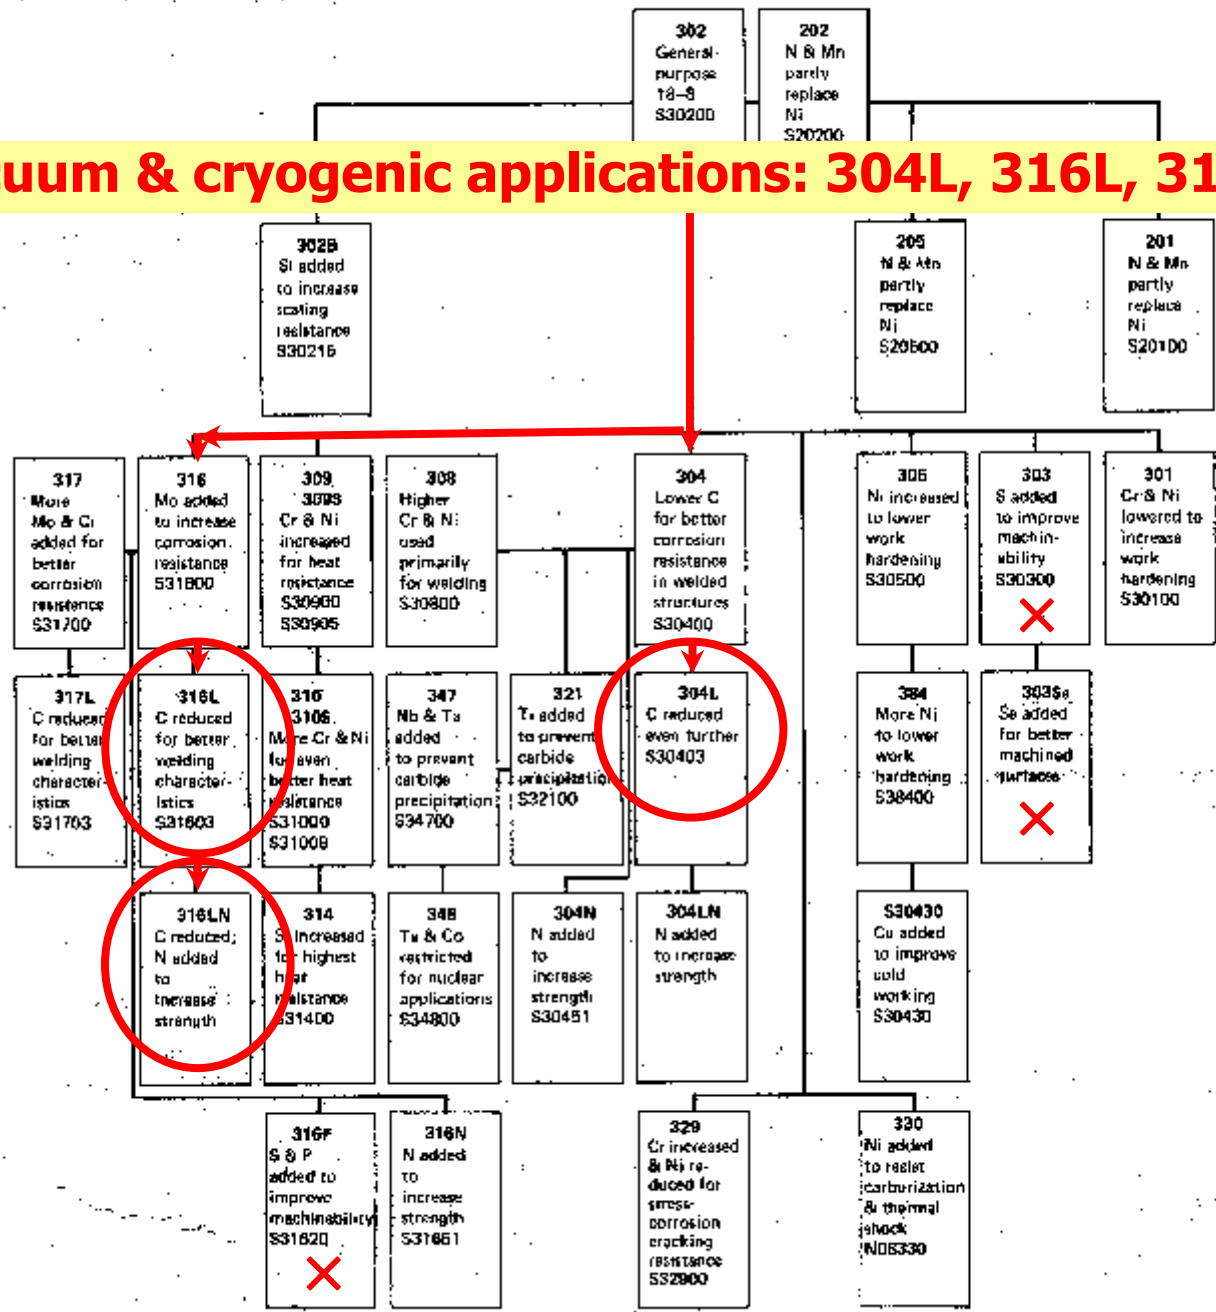 302
General-
purpose
18–8
S30200
202
N & Mn
partly
replace
Ni
S20200
uum & cryogenic applications: 304L, 316L, 31
302B
Si added
to increase
scaling
resistance
S30215
205
N & Mn
partly
replace
Ni
S20500
201
N & Mn
partly
replace
Ni
S20100
317
More
Mo & Cr
added for
better
corrosion
resistance
S31700
316
Mo added
to increase
corrosion
resistance
S31600
309
309S
Cr & Ni
increased
for heat
resistance
S30900
S30905
308
Higher
Cr & Ni
used
primarily
for welding
S30800
304
Lower C
for better
corrosion
resistance
in welded
structures
S30400
305
Ni increased
to lower
work
hardening
S30500
303
S added
to improve
machin-
ability
S30300
301
Cr & Ni
lowered to
increase
work
hardening
S30100
317L
C reduced
for better
welding
character-
istics
S31703
316L
C reduced
for better
welding
character-
istics
S31603
310
310S
More Cr & Ni
for even
better heat
resistance
S31000
S31008
347
Nb & Ta
added
to prevent
carbide
precipitation
S34700
321
Ti added
to prevent
carbide
precipitation
S32100
304L
C reduced
even further
S30403
384
More Ni
to lower
work
hardening
S38400
303Se
Se added
for better
machined
surfaces
316LN
C reduced;
N added
to
increase
strength
314
Si increased
for highest
heat
resistance
S31400
348
Ta & Co
restricted
for nuclear
applications
S34800
304N
N added
to
increase
strength
S30451
304LN
N added
to increase
strength
S30430
Cu added
to improve
cold
working
S30430
316F
S & P
added to
improve
machinability
S31620
316N
N added
to
increase
strength
S31651
329
Cr increased
& Ni re-
duced for
stress-
corrosion
cracking
resistance
S32900
330
Ni added
to resist
carburization
& thermal
shock
N08330